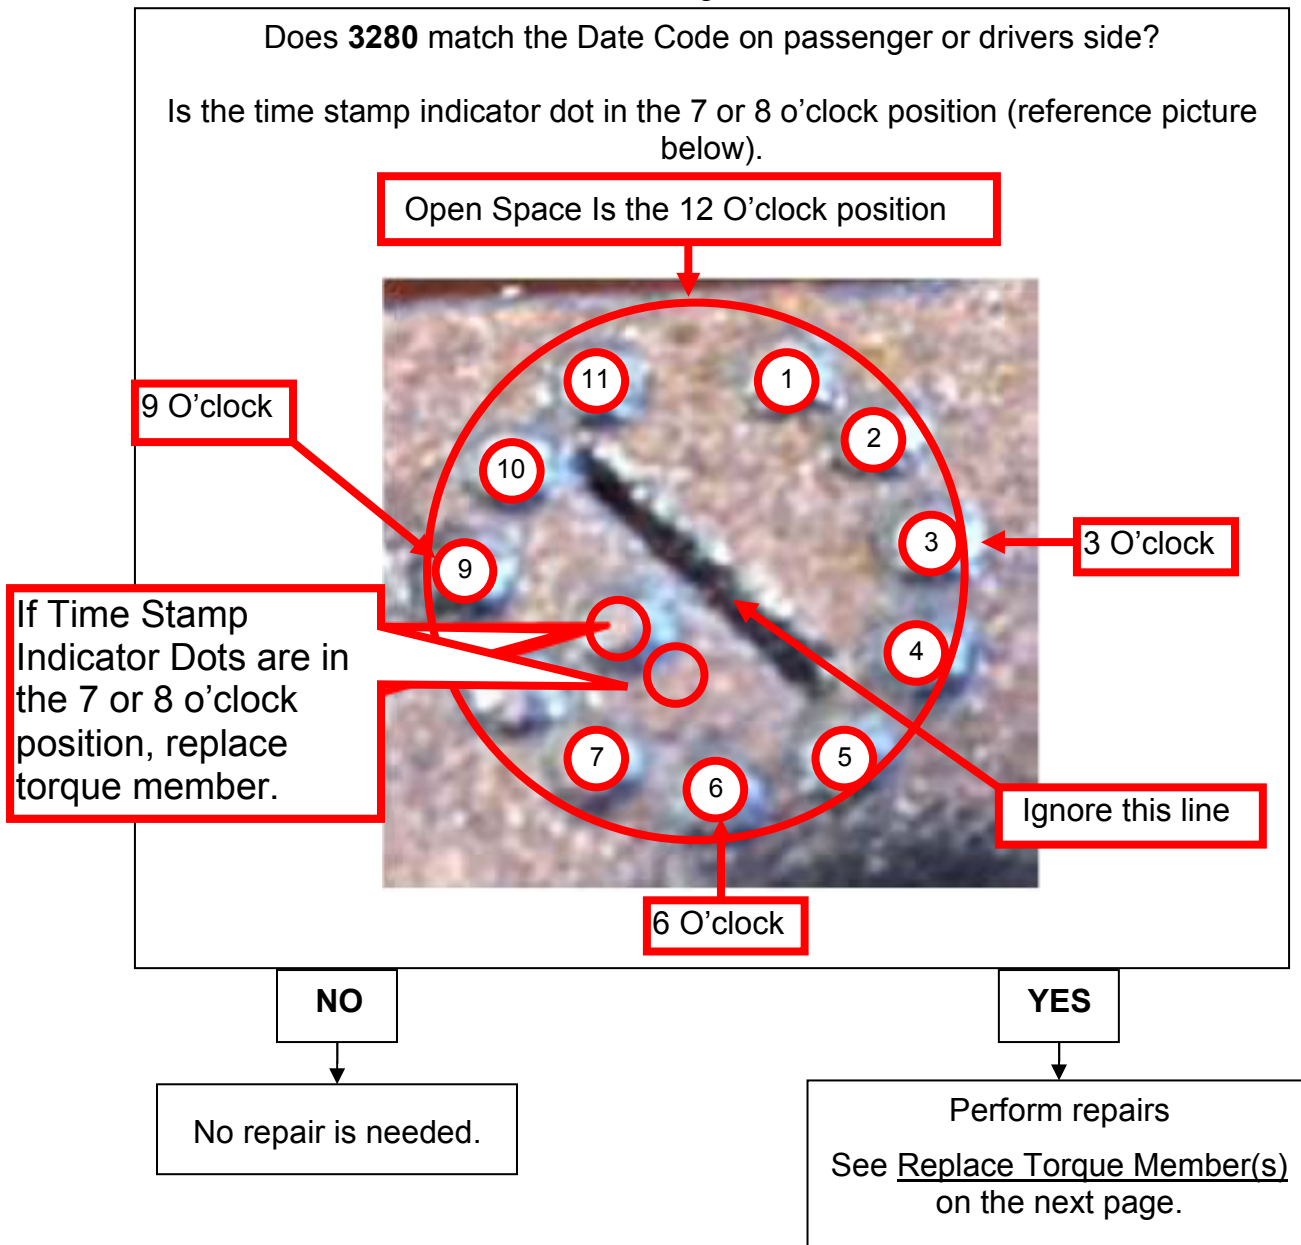 Does 3280 match the Date Code on passenger or drivers side?
Is the time stamp indicator dot in the 7 or 8 o’clock position (reference picture
below).
Open Space Is the 12 O’clock position
11
1
2
9 O’clock
10
3
3 O’clock
9
If Time Stamp
Indicator Dots are in
the 7 or 8 o’clock
position, replace
torque member.
4
7
5
6
Ignore this line
6 O’clock
NO
YES
No repair is needed.
Perform repairs
See Replace Torque Member(s)
on the next page.